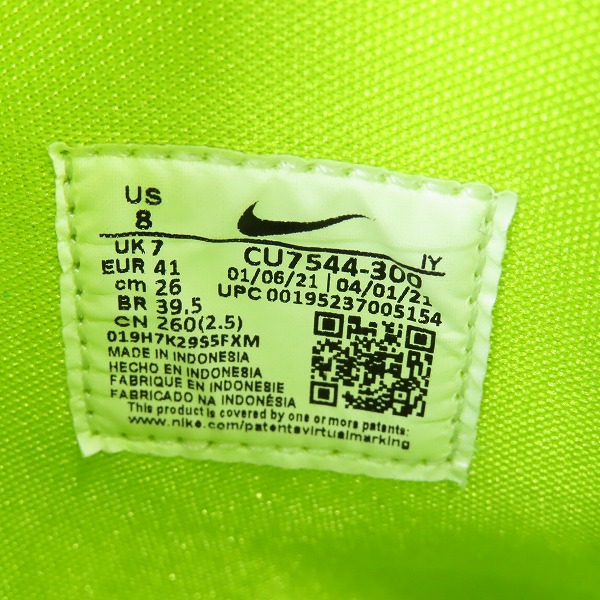 US
8
UK 7
EUR 41
cm 26
BR 39.5
CN 260(2.5)
IY
CU7544-300
01/06/21 | 04/01/21
UPC 00195237005154
019H7K29S5FXM
MADE IN INDONESIA
HECHO EN INDONESIA
FABRIQUE EN INDONESIE
FABRICADO NA INDONÉSIA
This product is covered by one or more patents:
www.nike.com/patentsvirtualmarking